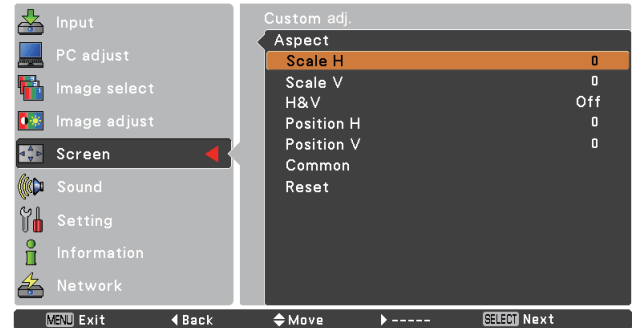 Input
PC adjust
Image select
Image adjust
Screen
Sound
Setting
Information
Network
Custom adj.
Aspect
Scale H 0
Scale V 0
H&V Off
Position H 0
Position V 0
Common
Reset
MENU Exit Back Move ----- SELECT Next